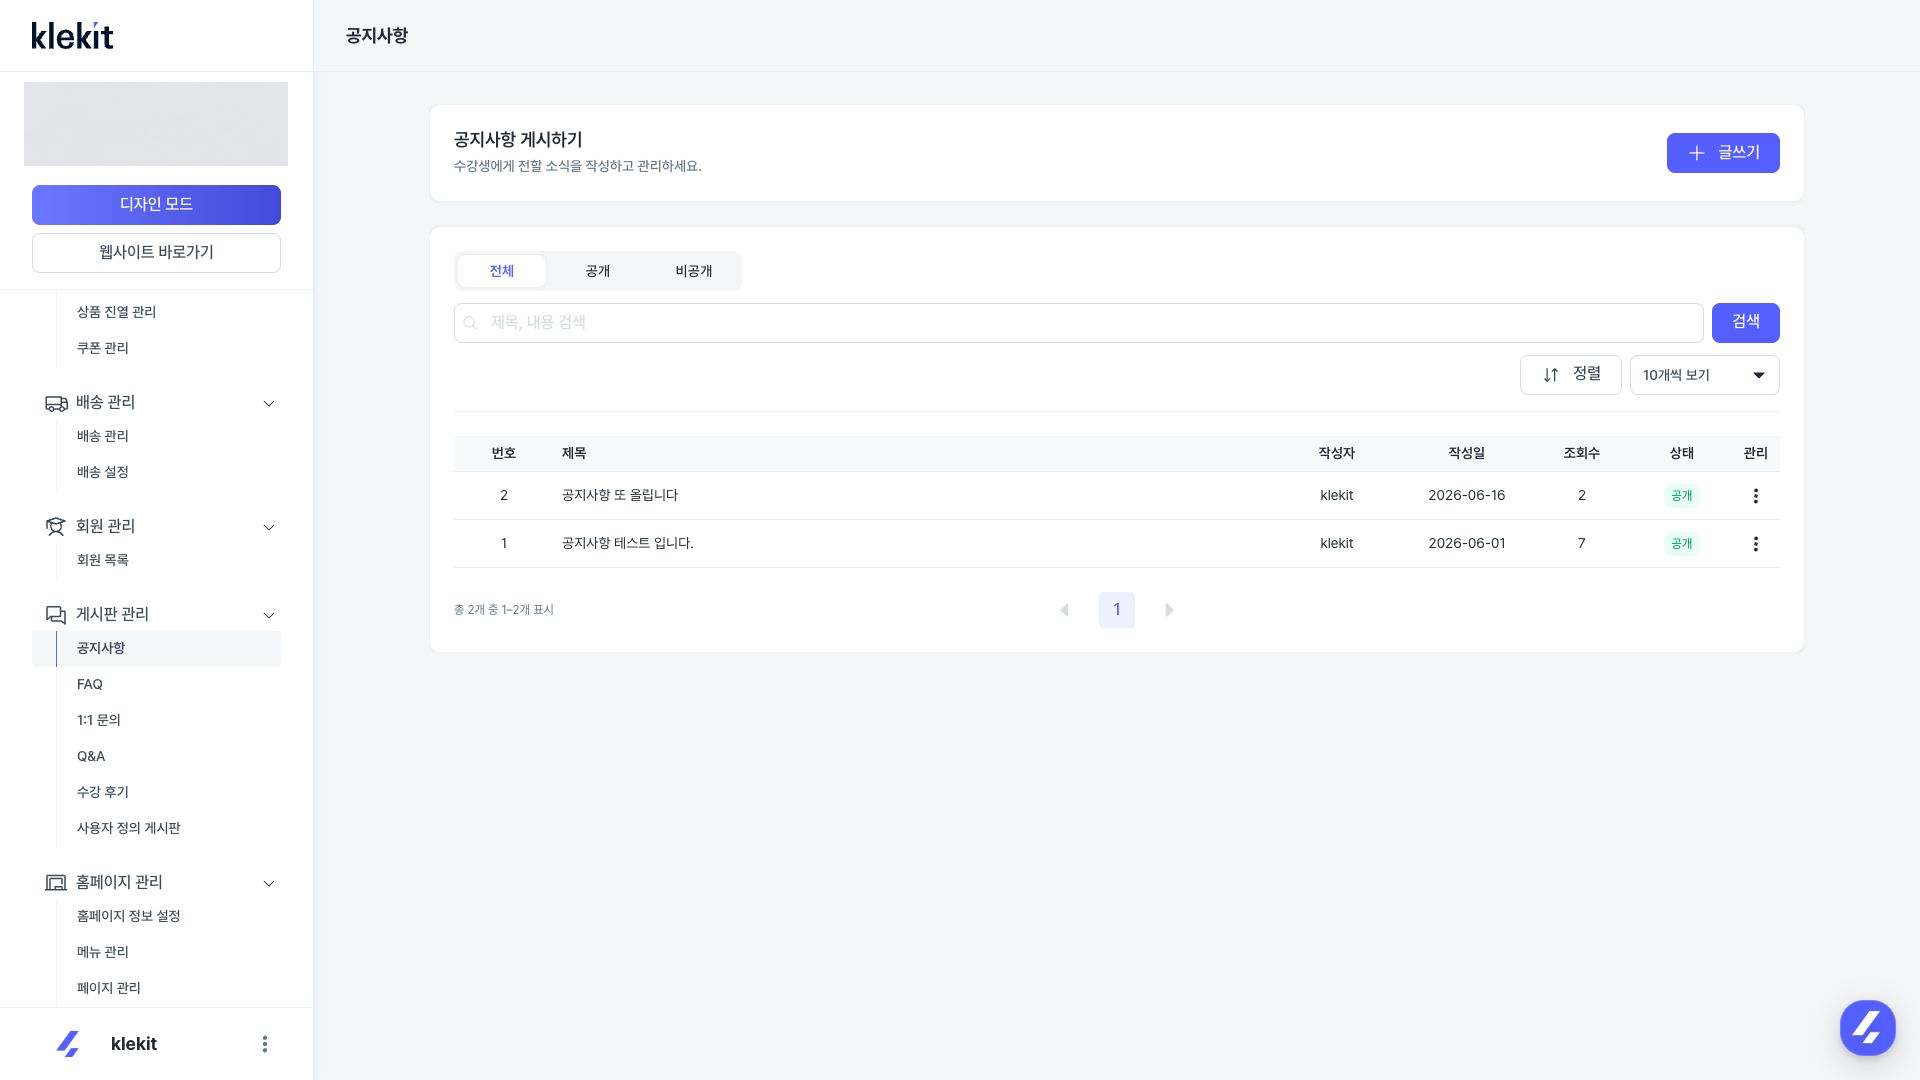 klekit
공지사항
디자인 모드
웹사이트 바로가기
상품 진열 관리
쿠폰 관리
배송 관리
배송 관리
배송 설정
회원 관리
회원 목록
게시판 관리
공지사항
FAQ
1:1 문의
Q&A
수강 후기
사용자 정의 게시판
홈페이지 관리
홈페이지 정보 설정
메뉴 관리
페이지 관리
klekit
공지사항 게시하기
수강생에게 전할 소식을 작성하고 관리하세요.
글쓰기
전체 공개 비공개
제목, 내용 검색 검색
정렬 10개씩 보기
번호 제목 작성자 작성일 조회수 상태 관리
2 공지사항 또 올립니다 klekit 2026-06-16 2 공개
1 공지사항 테스트 입니다. klekit 2026-06-01 7 공개
총 2개 중 1–2개 표시 1